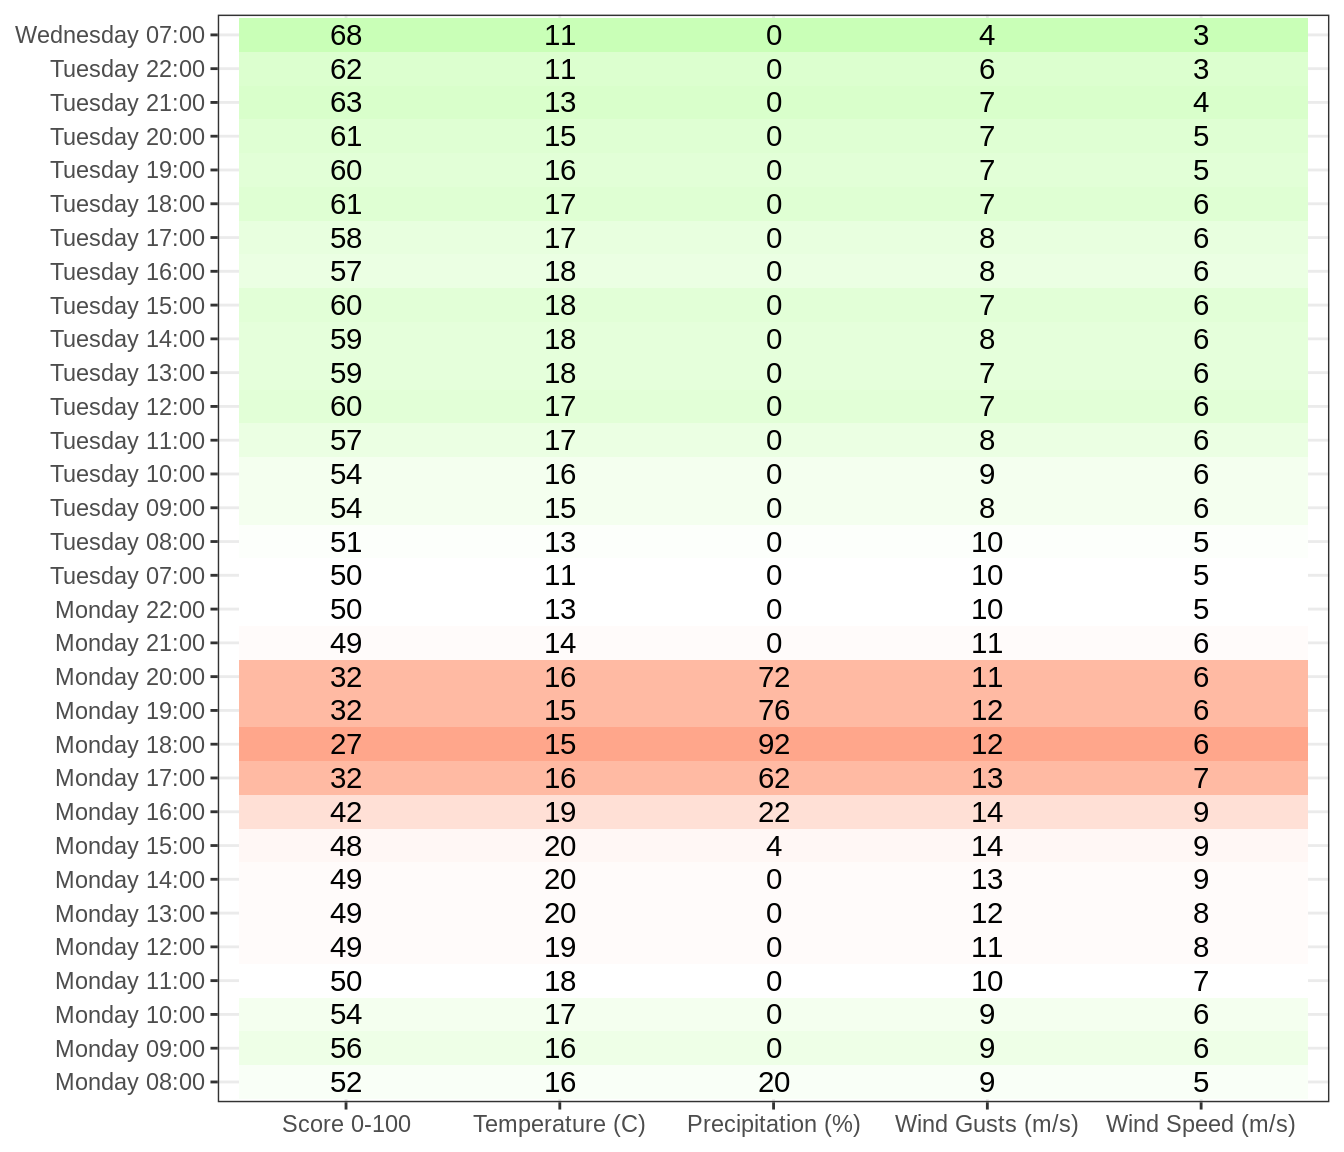 Wednesday 07:00 68 11 0 4 3
Tuesday 22:00 62 11 0 6 3
Tuesday 21:00 63 13 0 7 4
Tuesday 20:00 61 15 0 7 5
Tuesday 19:00 60 16 0 7 5
Tuesday 18:00 61 17 0 7 6
Tuesday 17:00 58 17 0 8 6
Tuesday 16:00 57 18 0 8 6
Tuesday 15:00 60 18 0 7 6
Tuesday 14:00 59 18 0 8 6
Tuesday 13:00 59 18 0 7 6
Tuesday 12:00 60 17 0 7 6
Tuesday 11:00 57 17 0 8 6
Tuesday 10:00 54 16 0 9 6
Tuesday 09:00 54 15 0 8 6
Tuesday 08:00 51 13 0 10 5
Tuesday 07:00 50 11 0 10 5
Monday 22:00 50 13 0 10 5
Monday 21:00 49 14 0 11 6
Monday 20:00 32 16 72 11 6
Monday 19:00 32 15 76 12 6
Monday 18:00 27 15 92 12 6
Monday 17:00 32 16 62 13 7
Monday 16:00 42 19 22 14 9
Monday 15:00 48 20 4 14 9
Monday 14:00 49 20 0 13 9
Monday 13:00 49 20 0 12 8
Monday 12:00 49 19 0 11 8
Monday 11:00 50 18 0 10 7
Monday 10:00 54 17 0 9 6
Monday 09:00 56 16 0 9 6
Monday 08:00 52 16 20 9 5
Score 0-100 Temperature (C) Precipitation (%) Wind Gusts (m/s) Wind Speed (m/s)